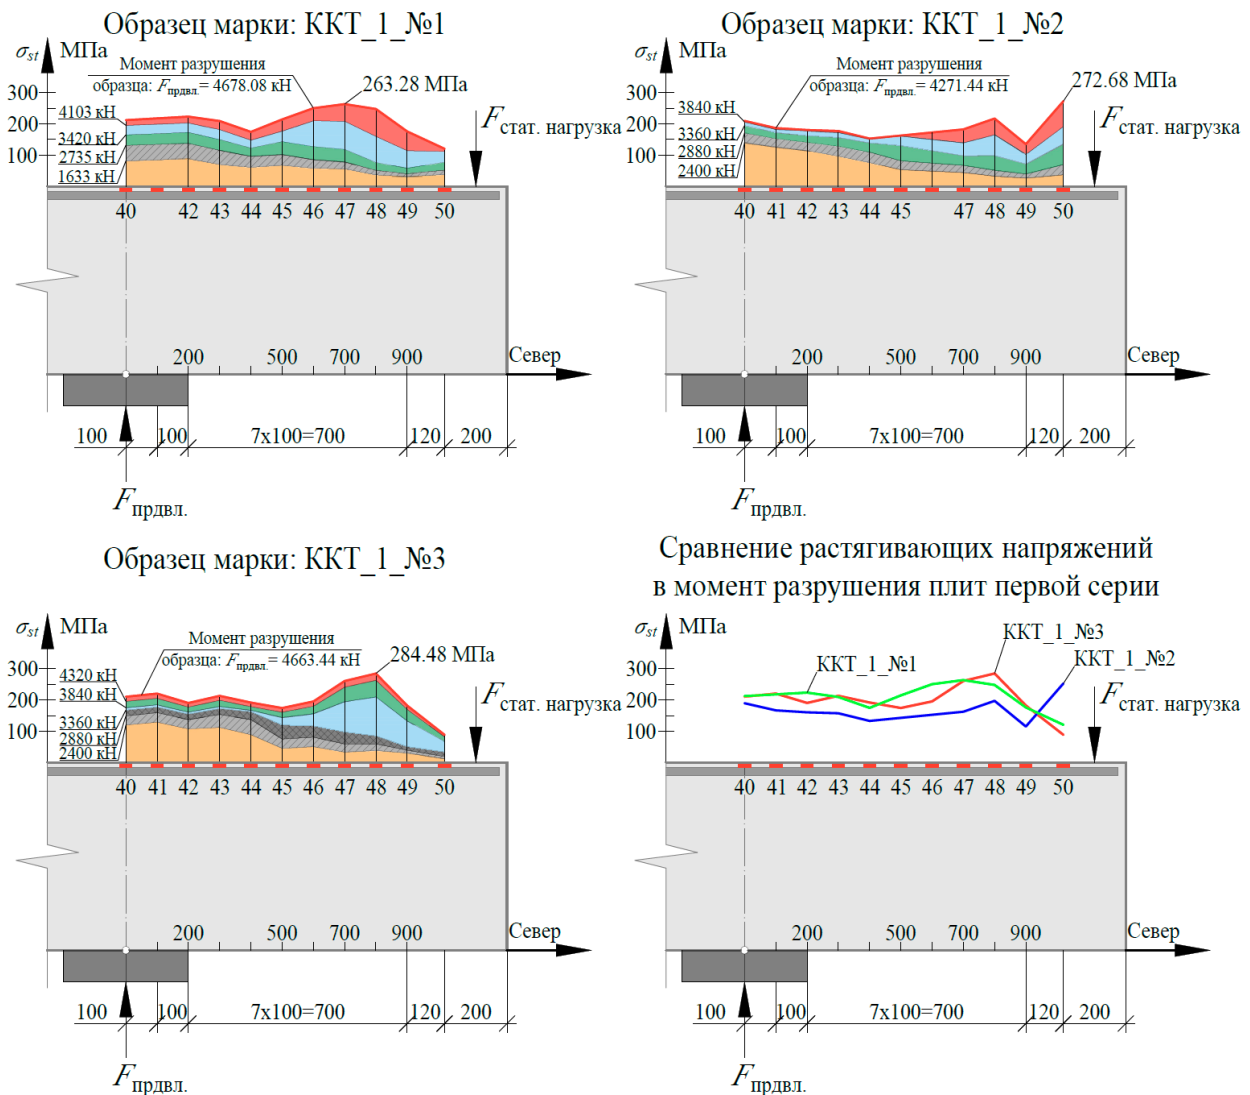 Образец марки: ККТ_1_№1
σst МПа
Момент разрушения
образца: Fпрдвл.= 4678.08 кН
263.28 МПа
300
200
100
4103 кН
3420 кН
2735 кН
1633 кН
Fстат. нагрузка
40 42 43 44 45 46 47 48 49 50
200 500 700 900 Север
100 100 7x100=700 120 200
Fпрдвл.
Образец марки: ККТ_1_№2
σst МПа
Момент разрушения
образца: Fпрдвл.= 4271.44 кН
272.68 МПа
300
200
100
3840 кН
3360 кН
2880 кН
2400 кН
Fстат. нагрузка
40 41 42 43 44 45 47 48 49 50
200 500 700 900 Север
100 100 7x100=700 120 200
Fпрдвл.
Образец марки: ККТ_1_№3
σst МПа
Момент разрушения
образца: Fпрдвл.= 4663.44 кН
284.48 МПа
300
200
100
4320 кН
3840 кН
3360 кН
2880 кН
2400 кН
Fстат. нагрузка
40 41 42 43 44 45 46 47 48 49 50
200 500 700 900 Север
100 100 7x100=700 120 200
Fпрдвл.
Сравнение растягивающих напряжений
в момент разрушения плит первой серии
σst МПа
ККТ_1_№3
ККТ_1_№1
ККТ_1_№2
300
200
100
Fстат. нагрузка
40 41 42 43 44 45 46 47 48 49 50
200 500 700 900 Север
100 100 7x100=700 120 200
Fпрдвл.